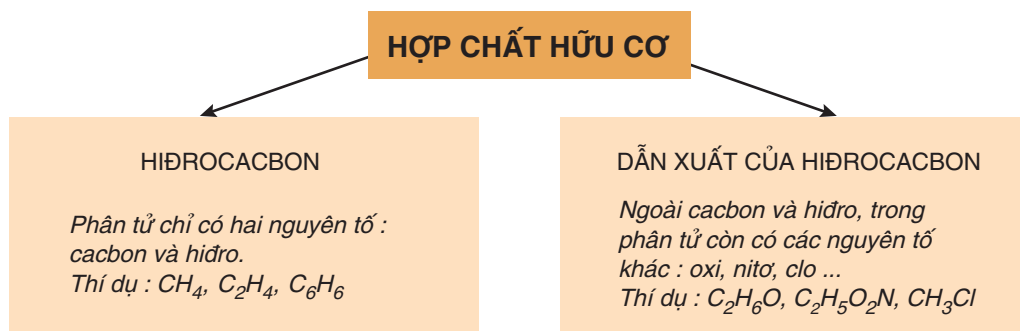 HỢP CHẤT HỮU CƠ
HIĐROCACBON
Phân tử chỉ có hai nguyên tố :
cacbon và hiđro.
Thí dụ : CH₄, C₂H₄, C₆H₆
DẪN XUẤT CỦA HIĐROCACBON
Ngoài cacbon và hiđro, trong
phân tử còn có các nguyên tố
khác : oxi, nitơ, clo ...
Thí dụ : C₂H₆O, C₂H₅O₂N, CH₃Cl